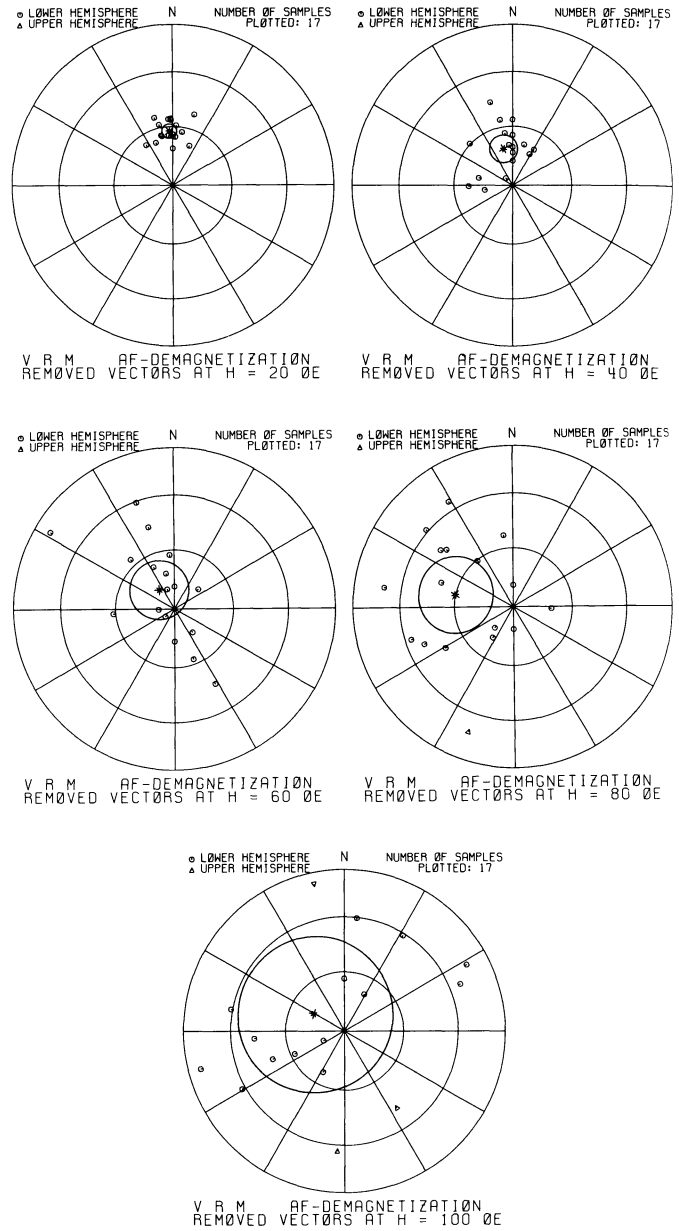 ⊙ LØWER HEMISPHERE N NUMBER ØF SAMPLES
△ UPPER HEMISPHERE PLØTTED: 17
V R M AF-DEMAGNETIZATIØN
REMØVED VECTØRS AT H = 20 ØE
⊙ LØWER HEMISPHERE N NUMBER ØF SAMPLES
△ UPPER HEMISPHERE PLØTTED: 17
V R M AF-DEMAGNETIZATIØN
REMØVED VECTØRS AT H = 40 ØE
⊙ LØWER HEMISPHERE N NUMBER ØF SAMPLES
△ UPPER HEMISPHERE PLØTTED: 17
V R M AF-DEMAGNETIZATIØN
REMØVED VECTØRS AT H = 60 ØE
⊙ LØWER HEMISPHERE N NUMBER ØF SAMPLES
△ UPPER HEMISPHERE PLØTTED: 17
V R M AF-DEMAGNETIZATIØN
REMØVED VECTØRS AT H = 80 ØE
⊙ LØWER HEMISPHERE N NUMBER ØF SAMPLES
△ UPPER HEMISPHERE PLØTTED: 17
V R M AF-DEMAGNETIZATIØN
REMØVED VECTØRS AT H = 100 ØE